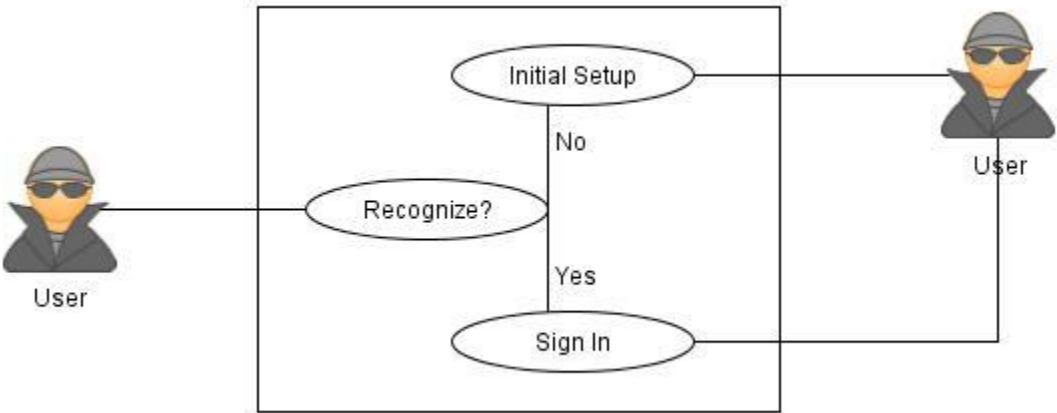 Initial Setup
No
User
Recognize?
Yes
User
Sign In